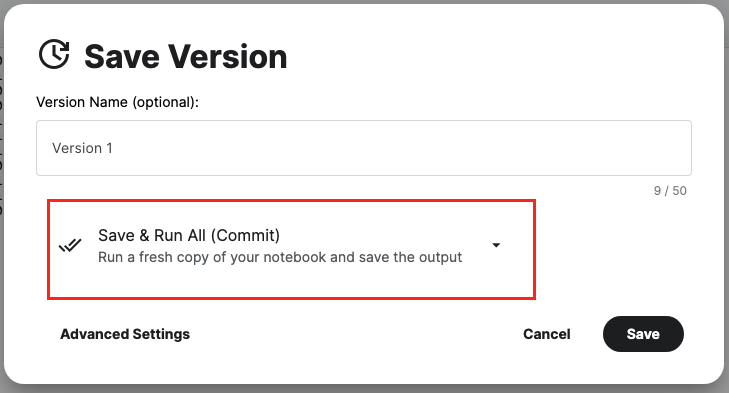 Save Version
Version Name (optional):
Version 1
9 / 50
Save & Run All (Commit)
Run a fresh copy of your notebook and save the output
Advanced Settings
Cancel
Save